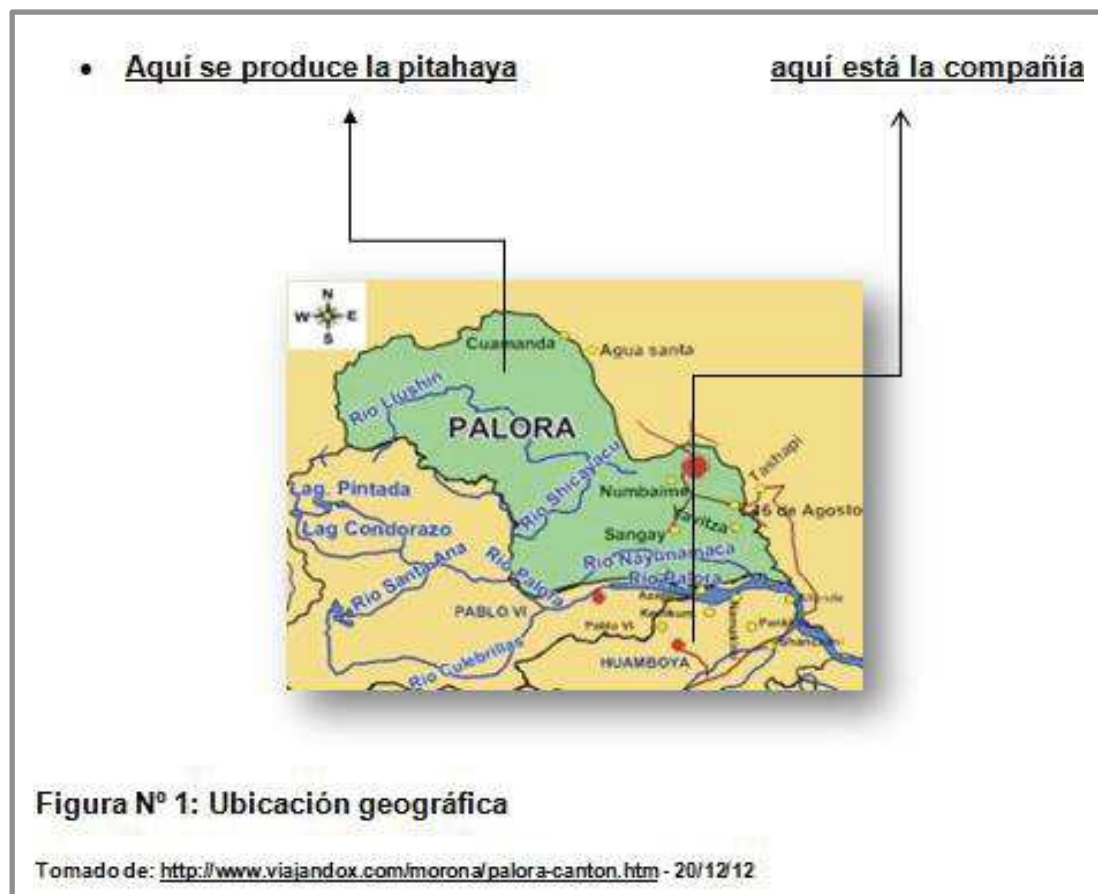 • Aquí se produce la pitahaya aquí está la compañía
N
W E
S
Cuamanda
Agua santa
Rio Llushin
PALORA
Tashapi
Rio Shicayacu
Numbaime
Lag. Pintada
16 de Agosto
Yavitza
Lag Condorazo
Sangay
Rio Nayunamaca
Rio Santa Ana
Rio Palora
Rio Palora
PABLO VI
Pablo VI
Rio Culebrillas
HUAMBOYA
Figura Nº 1: Ubicación geográfica
Tomado de: http://www.viajandox.com/morona/palora-canton.htm - 20/12/12